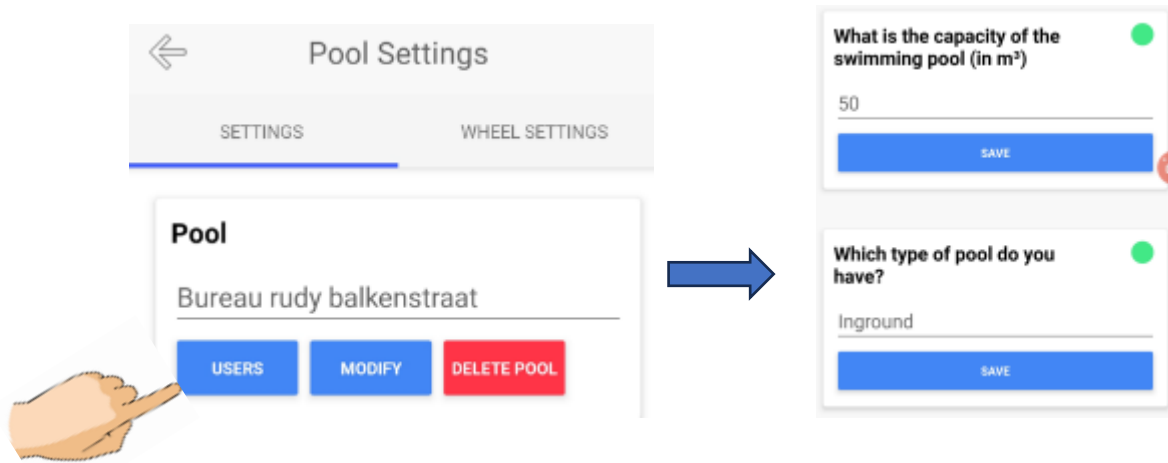 Pool Settings
SETTINGS
WHEEL SETTINGS
Pool
Bureau rudy balkenstraat
USERS
MODIFY
DELETE POOL
What is the capacity of the
swimming pool (in m³)
50
SAVE
Which type of pool do you
have?
Inground
SAVE